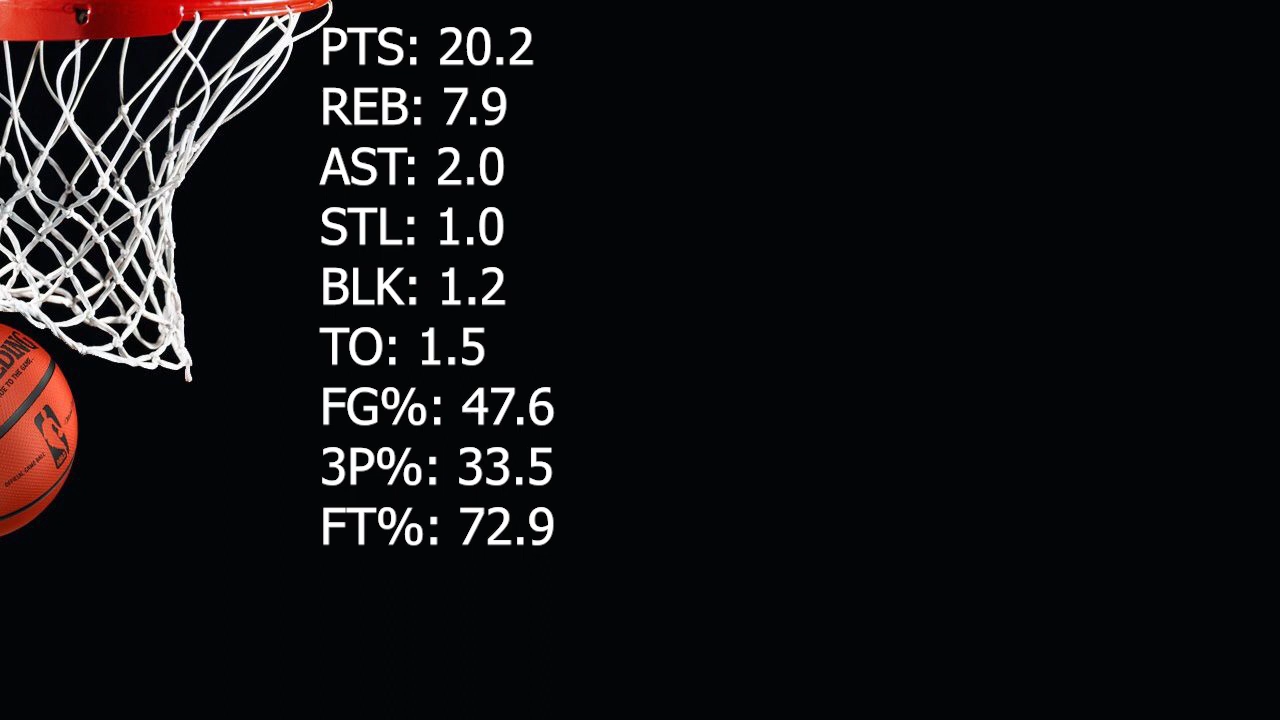 PTS: 20.2
REB: 7.9
AST: 2.0
STL: 1.0
BLK: 1.2
TO: 1.5
FG%: 47.6
3P%: 33.5
FT%: 72.9